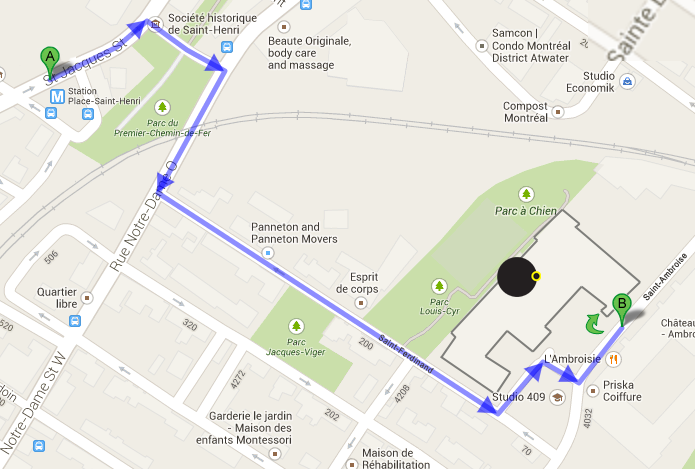 Société historique
de Saint-Henri
nt
Beaute Originale,
body care
and massage
Samcon |
Condo Montréal
District Atwater
Sainte
Studio
Economik
A
St Jacques St
M
Station
Place-Saint-Henri
Compost
Montréal
Parc du
Premier-Chemin-de-Fer
Rue Notre-Dame O
Parc à Chien
Panneton and
Panneton Movers
506
Esprit
de corps
Saint-Ambroise
Quartier
libre
Parc
Louis-Cyr
B
Châtea
- Ambro
520
320
Parc
Jacques-Viger
200
Saint-Ferdinand
L'Ambroisie
Notre-Dame St W
4272
4208
Studio 409
Priska
Coiffure
oin
Garderie le jardin
- Maison des
enfants Montessori
202
4032
70
Maison de
Réhabilitation